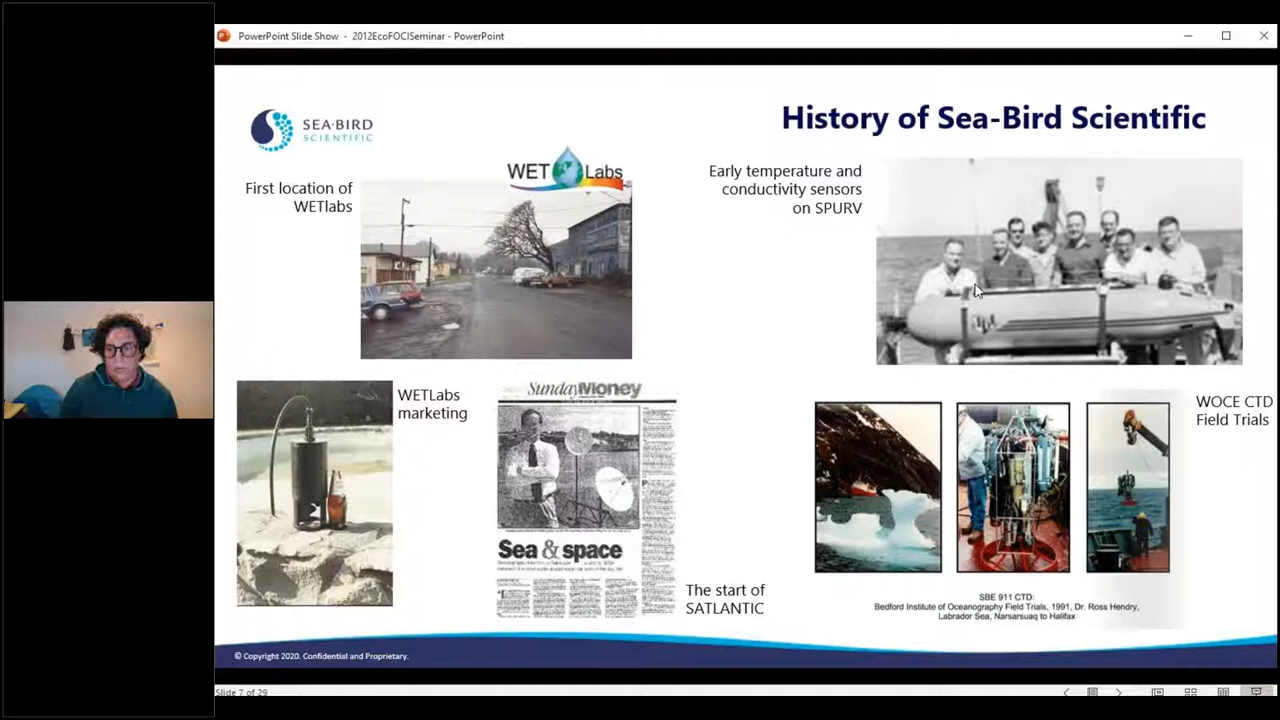 PowerPoint Slide Show - 2012EcoFOCISeminar - PowerPoint
SEA·BIRD
SCIENTIFIC
History of Sea-Bird Scientific
WET Labs
First location of
WETlabs
Early temperature and
conductivity sensors
on SPURV
WETLabs
marketing
SundayMoney
Sea & space
The start of
SATLANTIC
WOCE CTD
Field Trials
SBE 911 CTD:
Bedford Institute of Oceanography Field Trials, 1991, Dr. Ross Hendry,
Labrador Sea, Narsarsuaq to Halifax
© Copyright 2020. Confidential and Proprietary.
Slide 7 of 29